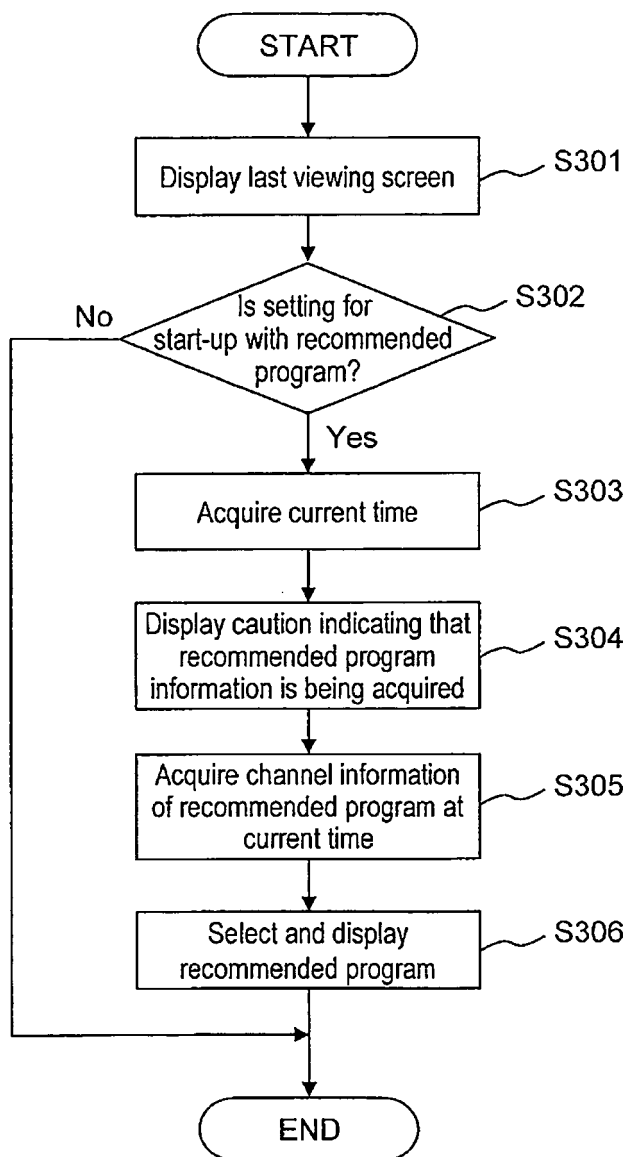 START
Display last viewing screen
S301
Is setting for
start-up with recommended
program?
S302
No
Yes
Acquire current time
S303
Display caution indicating that
recommended program
information is being acquired
S304
Acquire channel information
of recommended program at
current time
S305
Select and display
recommended program
S306
END